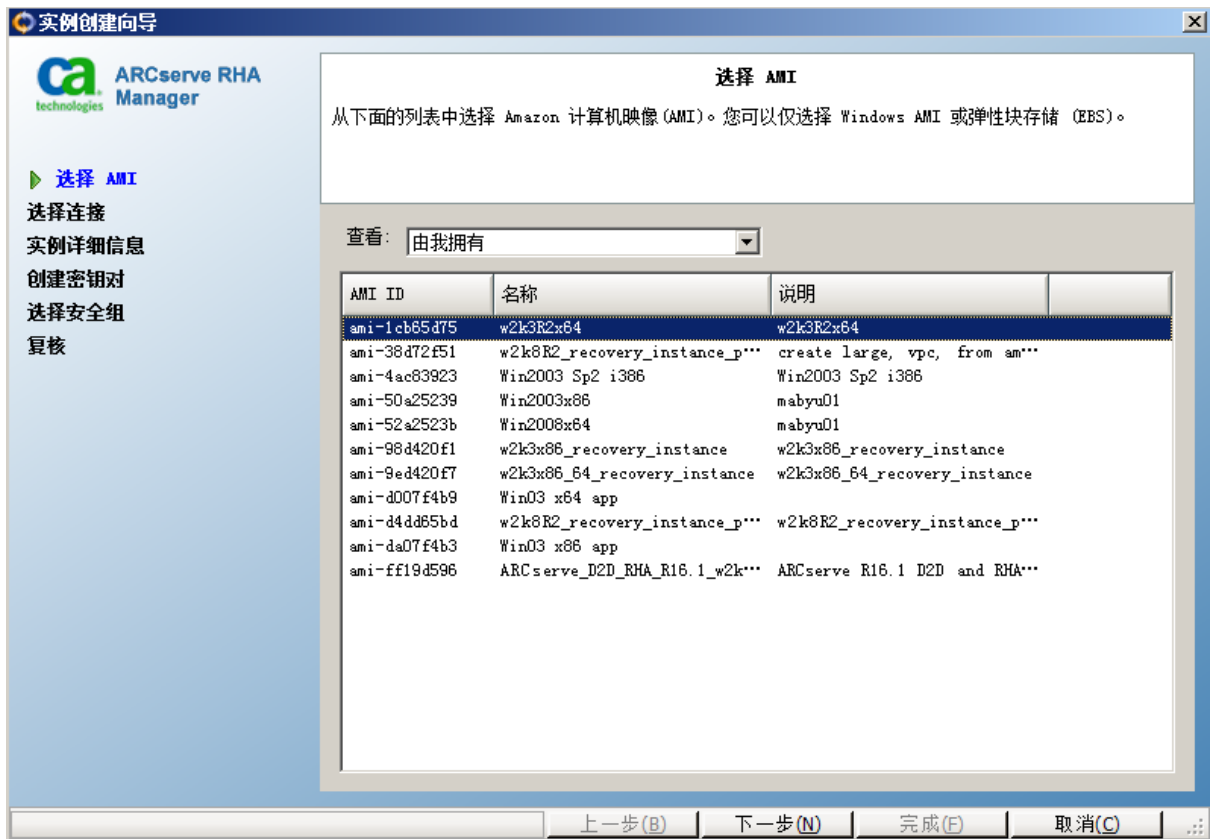 实例创建向导
ca technologies
ARCserve RHA Manager
选择 AMI
选择连接
实例详细信息
创建密钥对
选择安全组
复核
选择 AMI
从下面的列表中选择 Amazon 计算机映像(AMI)。您可以仅选择 Windows AMI 或弹性块存储 (EBS)。
查看: 由我拥有
AMI ID 名称 说明
ami-1cb65d75 w2k3R2x64 w2k3R2x64
ami-38d72f51 w2k8R2_recovery_instance_p··· create large, vpc, from am···
ami-4ac83923 Win2003 Sp2 i386 Win2003 Sp2 i386
ami-50a25239 Win2003x86 mabyu01
ami-52a2523b Win2008x64 mabyu01
ami-98d420f1 w2k3x86_recovery_instance w2k3x86_recovery_instance
ami-9ed420f7 w2k3x86_64_recovery_instance w2k3x86_64_recovery_instance
ami-d007f4b9 Win03 x64 app
ami-d4dd65bd w2k8R2_recovery_instance_p··· w2k8R2_recovery_instance_p···
ami-da07f4b3 Win03 x86 app
ami-ff19d596 ARCserve_D2D_RHA_R16.1_w2k··· ARCserve R16.1 D2D and RHA···
上一步(B) 下一步(N) 完成(F) 取消(C)